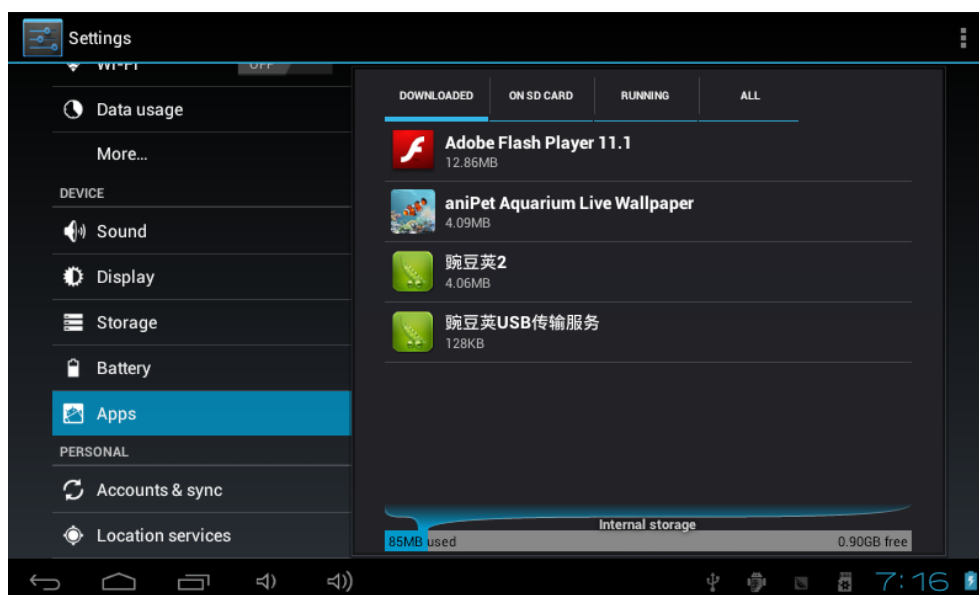 Settings
Wi-Fi OFF
Data usage
More...
DEVICE
Sound
Display
Storage
Battery
Apps
PERSONAL
Accounts & sync
Location services
DOWNLOADED ON SD CARD RUNNING ALL
Adobe Flash Player 11.1
12.86MB
aniPet Aquarium Live Wallpaper
4.09MB
豌豆荚2
4.06MB
豌豆荚USB传输服务
128KB
Internal storage
85MB used 0.90GB free
7:16